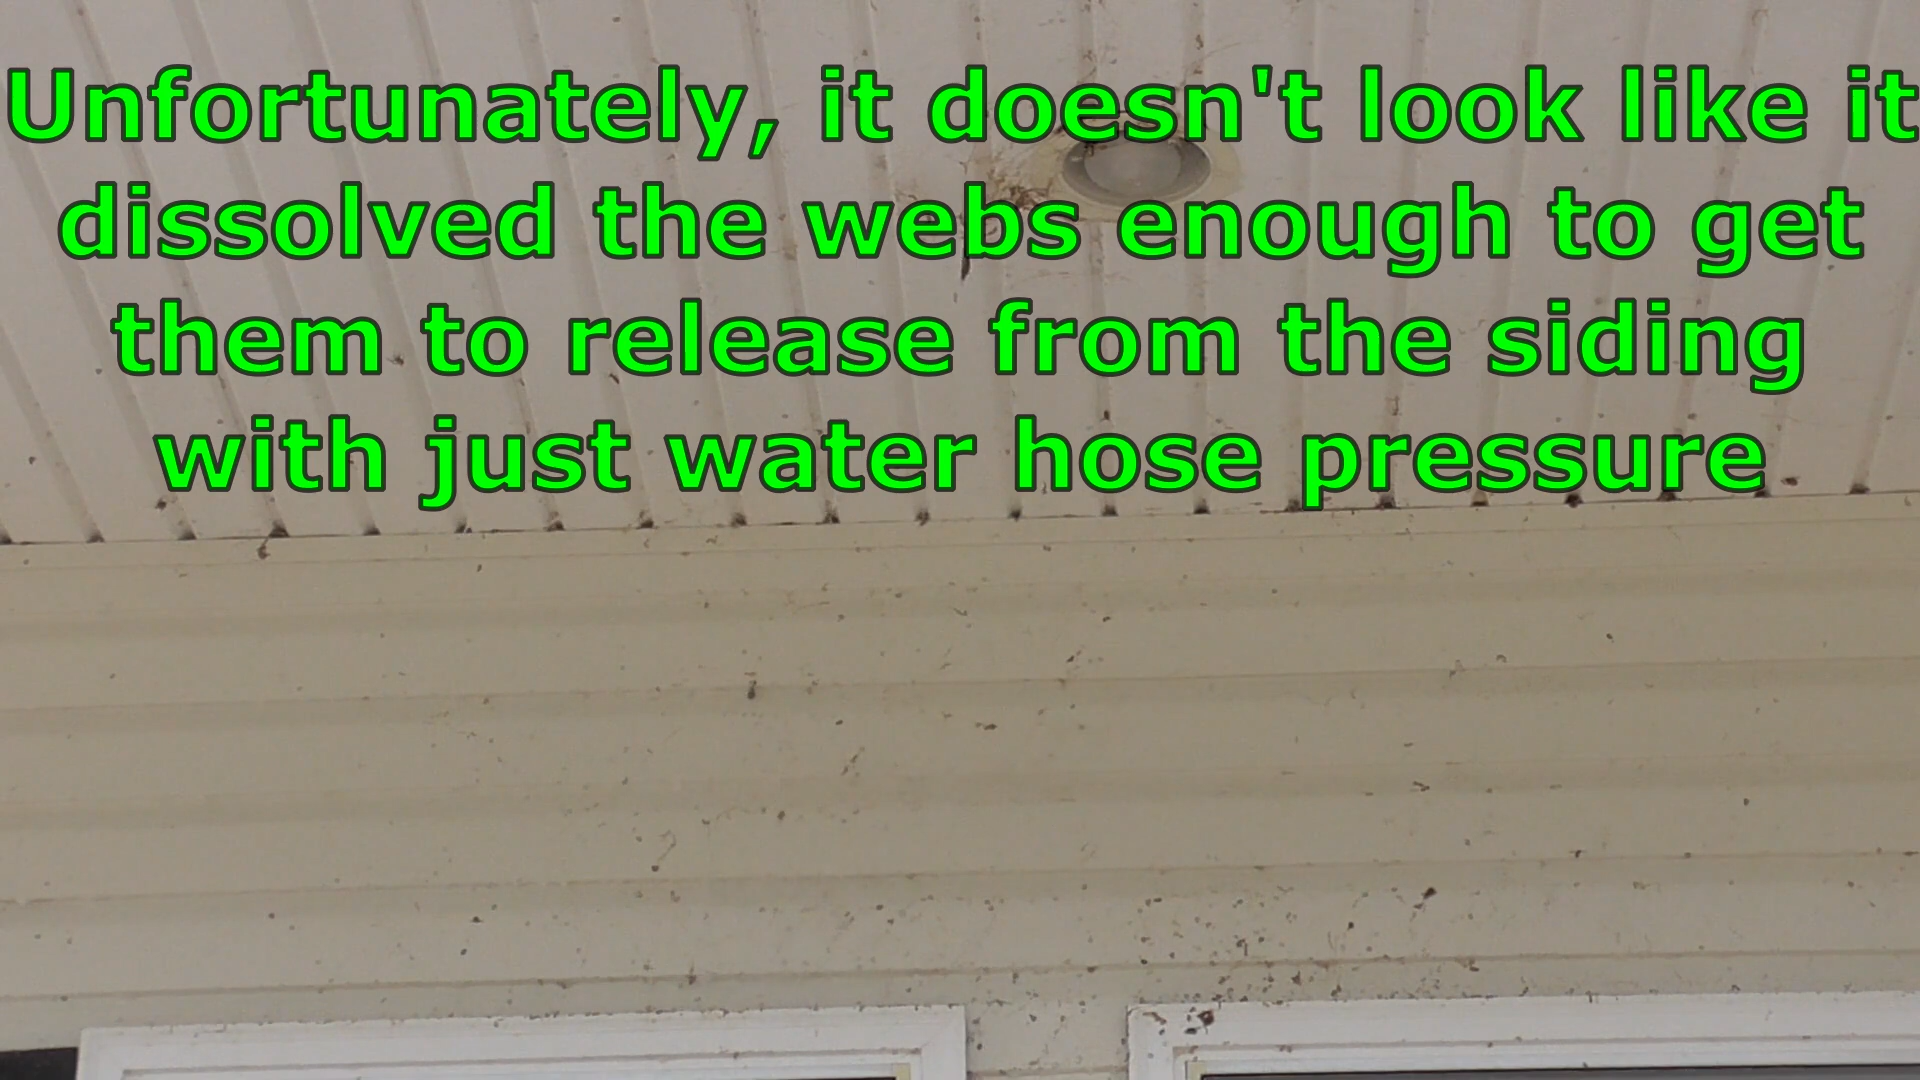 Unfortunately, it doesn't look like it
dissolved the webs enough to get
them to release from the siding
with just water hose pressure